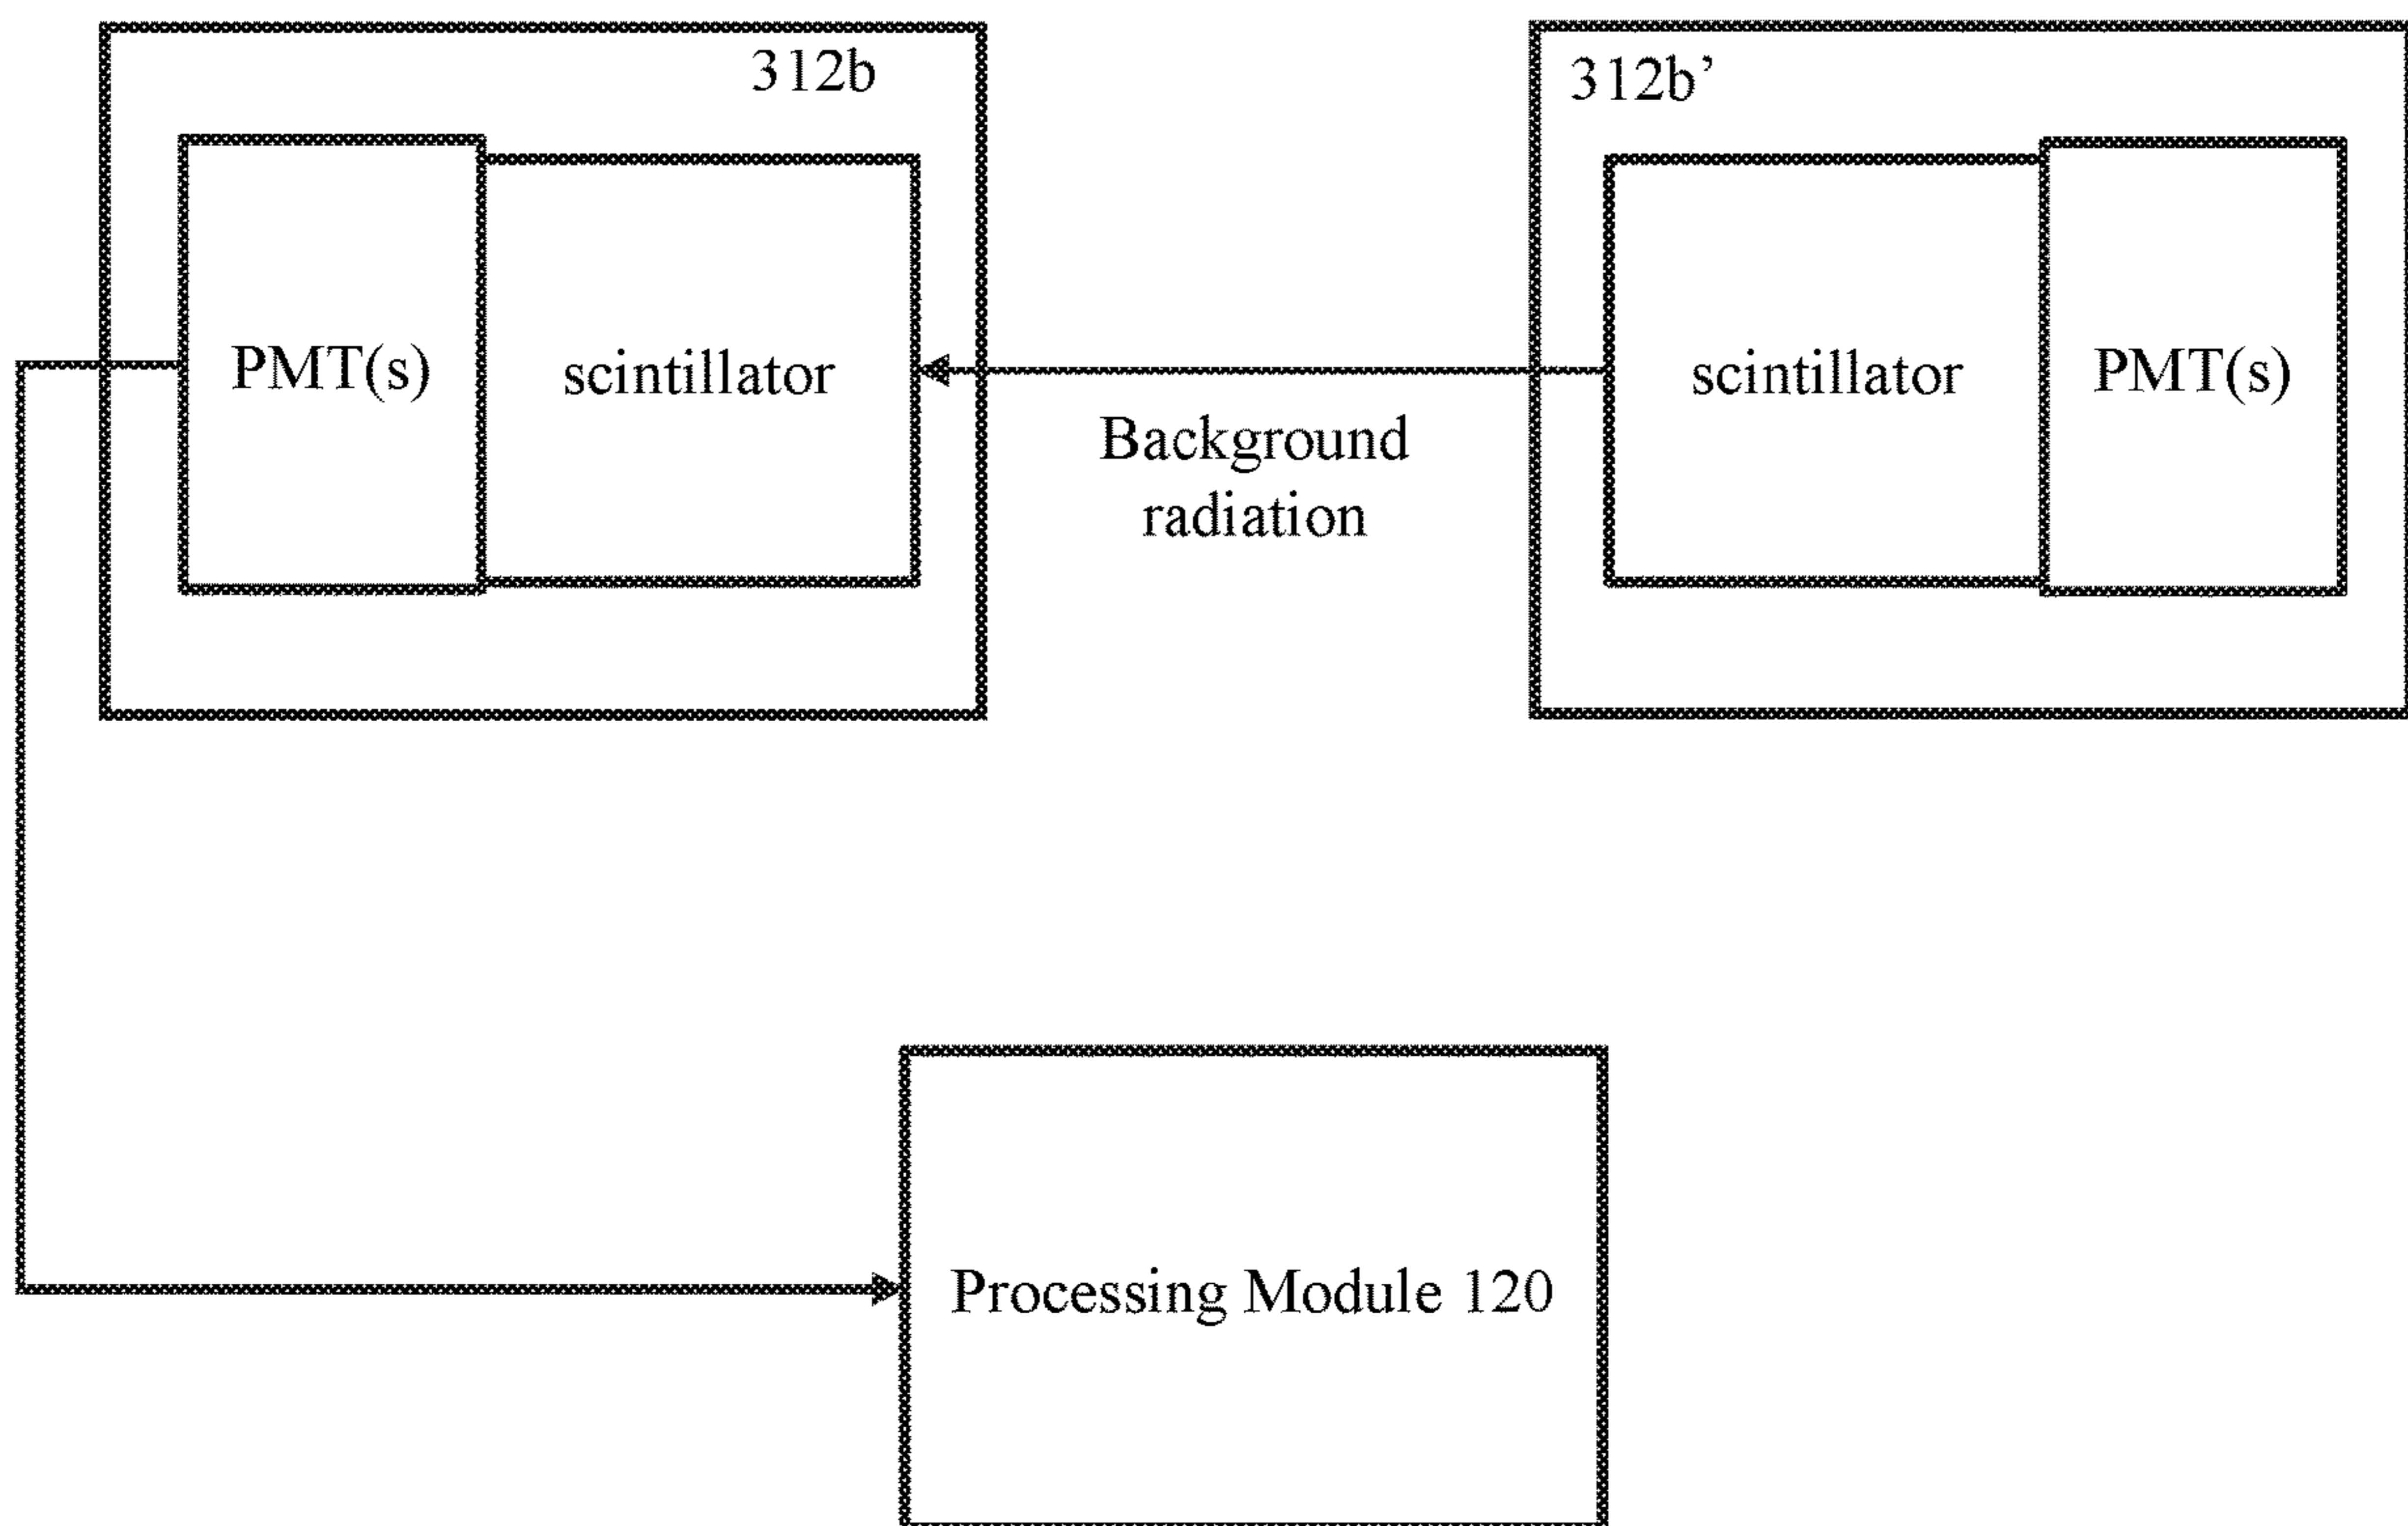 312b
312b’
PMT(s)
scintillator
scintillator
PMT(s)
Background
radiation
Processing Module 120